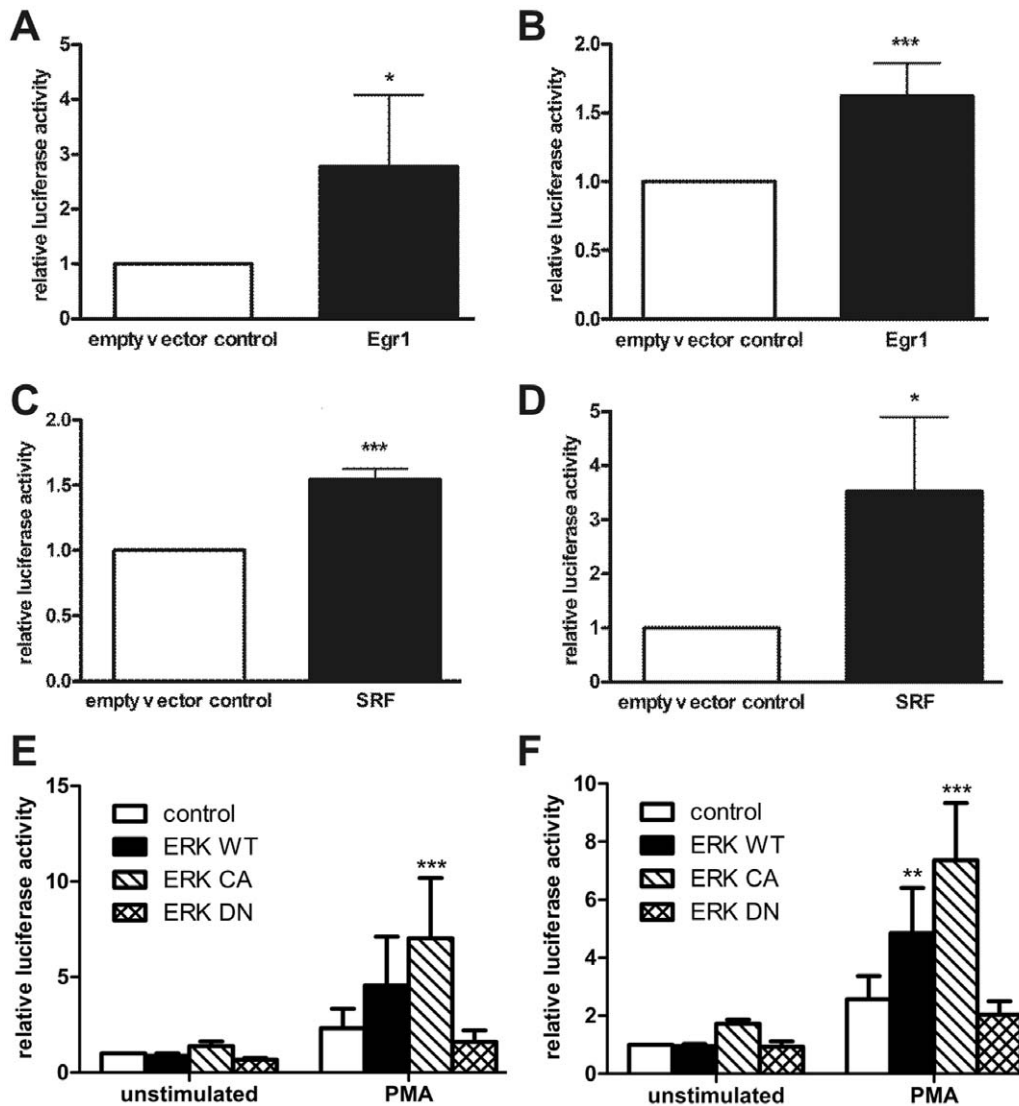 A
relative luciferase activity
5
4
3
2
1
0
*
empty vector control
Egr1
B
relative luciferase activity
2.0
1.5
1.0
0.5
0.0
***
empty vector control
Egr1
C
relative luciferase activity
2.0
1.5
1.0
0.5
0.0
***
empty vector control
SRF
D
relative luciferase activity
5
4
3
2
1
0
*
empty vector control
SRF
E
relative luciferase activity
15
10
5
0
control
ERK WT
ERK CA
ERK DN
***
unstimulated
PMA
F
relative luciferase activity
10
8
6
4
2
0
control
ERK WT
ERK CA
ERK DN
**
***
unstimulated
PMA